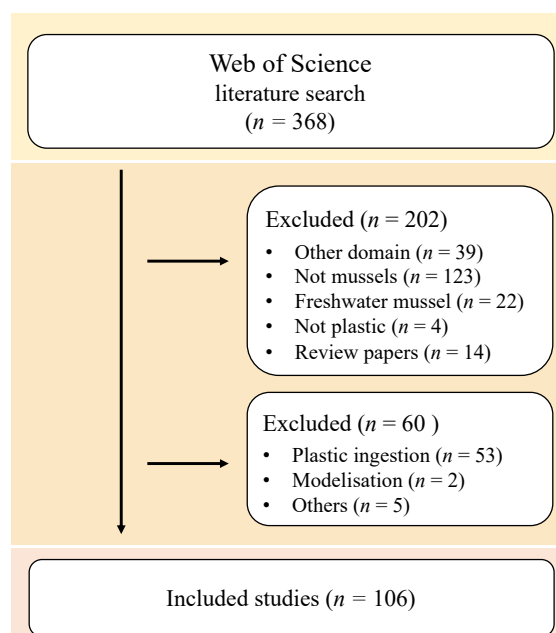 Web of Science
literature search
(n = 368)
Excluded (n = 202)
• Other domain (n = 39)
• Not mussels (n = 123)
• Freshwater mussel (n = 22)
• Not plastic (n = 4)
• Review papers (n = 14)
Excluded (n = 60 )
• Plastic ingestion (n = 53)
• Modelisation (n = 2)
• Others (n = 5)
Included studies (n = 106)